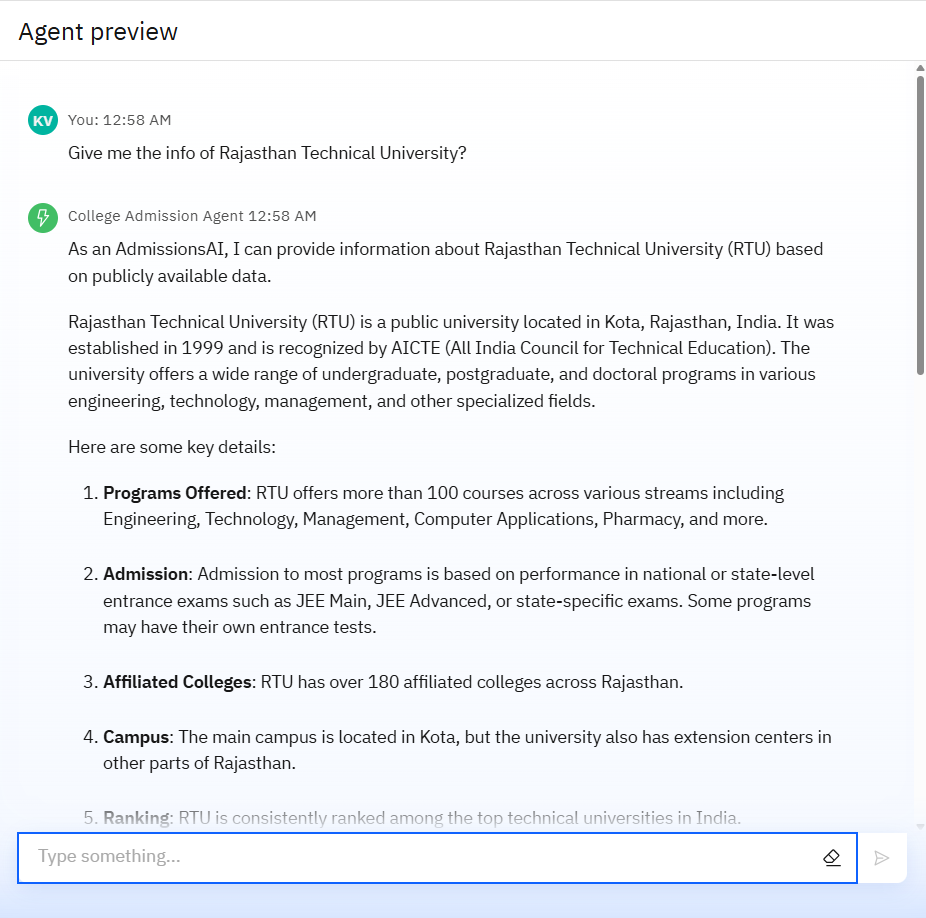 Agent preview
KV
You: 12:58 AM
Give me the info of Rajasthan Technical University?
College Admission Agent 12:58 AM
As an AdmissionsAI, I can provide information about Rajasthan Technical University (RTU) based
on publicly available data.
Rajasthan Technical University (RTU) is a public university located in Kota, Rajasthan, India. It was
established in 1999 and is recognized by AICTE (All India Council for Technical Education). The
university offers a wide range of undergraduate, postgraduate, and doctoral programs in various
engineering, technology, management, and other specialized fields.
Here are some key details:
1. Programs Offered: RTU offers more than 100 courses across various streams including
Engineering, Technology, Management, Computer Applications, Pharmacy, and more.
2. Admission: Admission to most programs is based on performance in national or state-level
entrance exams such as JEE Main, JEE Advanced, or state-specific exams. Some programs
may have their own entrance tests.
3. Affiliated Colleges: RTU has over 180 affiliated colleges across Rajasthan.
4. Campus: The main campus is located in Kota, but the university also has extension centers in
other parts of Rajasthan.
5. Ranking: RTU is consistently ranked among the top technical universities in India.
Type something...